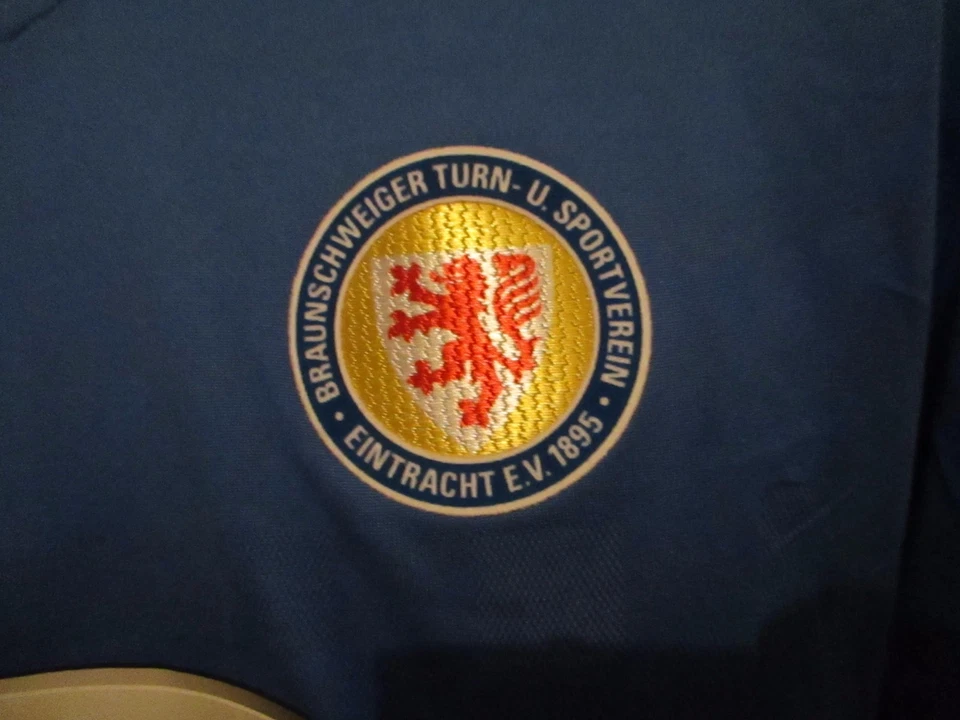 BRAUNSCHWEIGER TURN- U. SPORTVEREIN
• EINTRACHT E.V. 1895 •